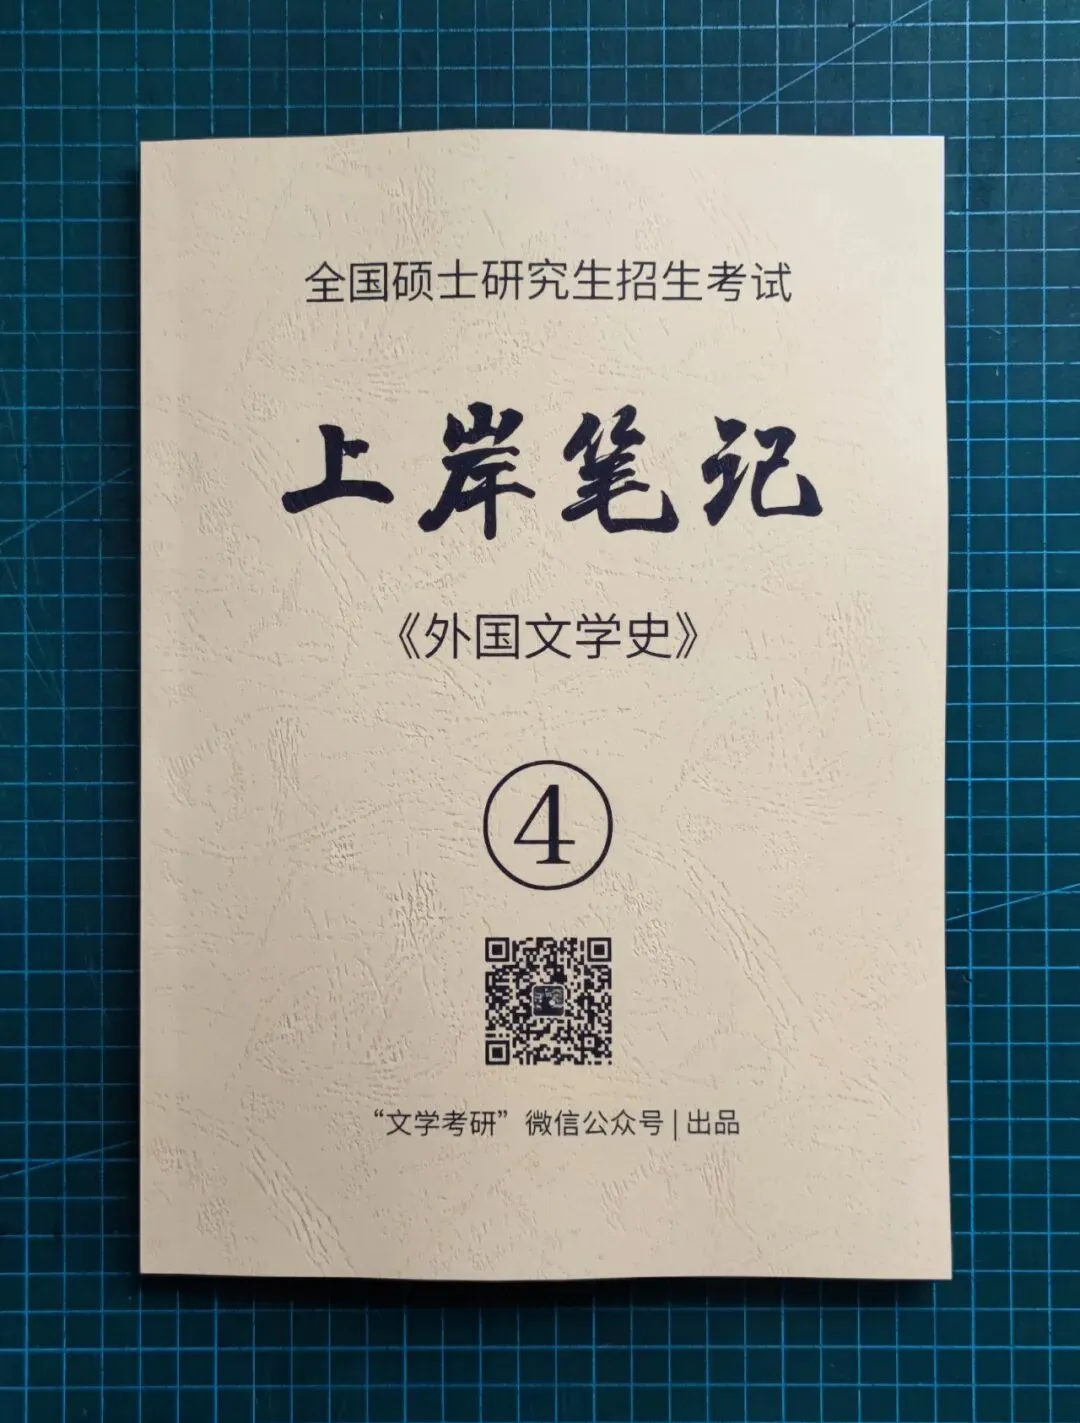 全国硕士研究生招生考试
上岸笔记
《外国文学史》
④
“文学考研”微信公众号|出品